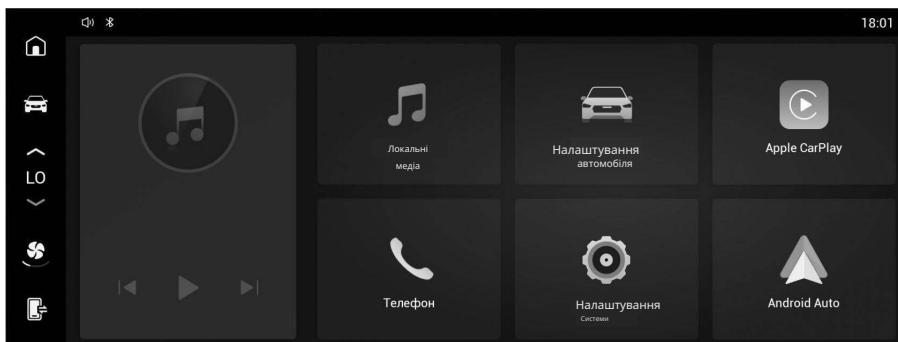 18:01
LO
Локальні
медіа
Налаштування
автомобіля
Apple CarPlay
Телефон
Налаштування
Системи
Android Auto